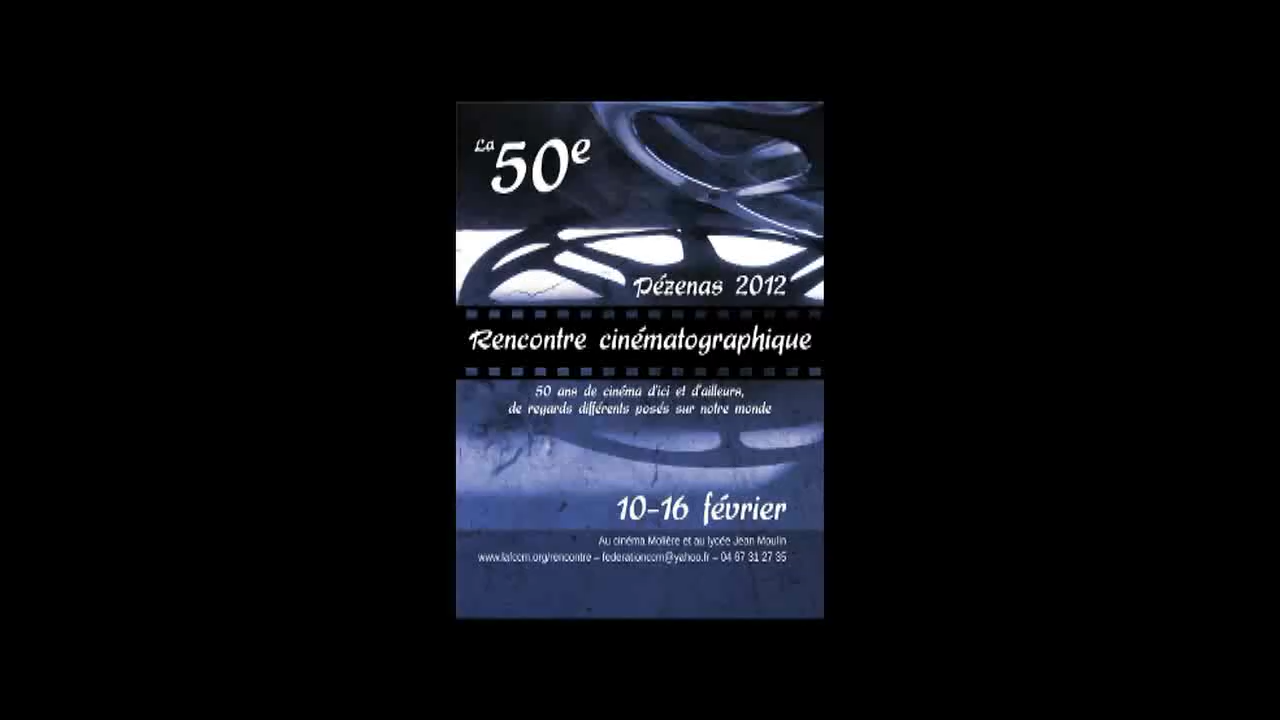 La 50e
Pézenas 2012
Rencontre cinématographique
50 ans de cinéma d'ici et d'ailleurs,
de regards différents posés sur notre monde
10-16 février
Au cinéma Molière et au lycée Jean Moulin
www.lafccm.org/rencontre – federationccm@yahoo.fr – 04 67 31 27 35